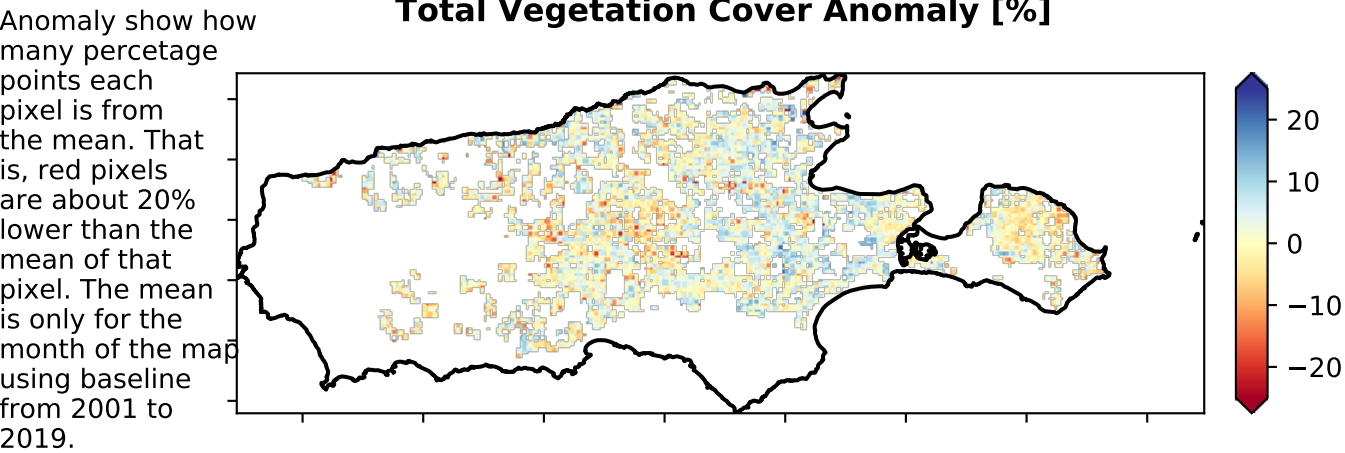 Total Vegetation Cover Anomaly [%]
Anomaly show how
many percetage
points each
pixel is from
the mean. That
is, red pixels
are about 20%
lower than the
mean of that
pixel. The mean
is only for the
month of the map
using baseline
from 2001 to
2019.
20
10
0
−10
−20